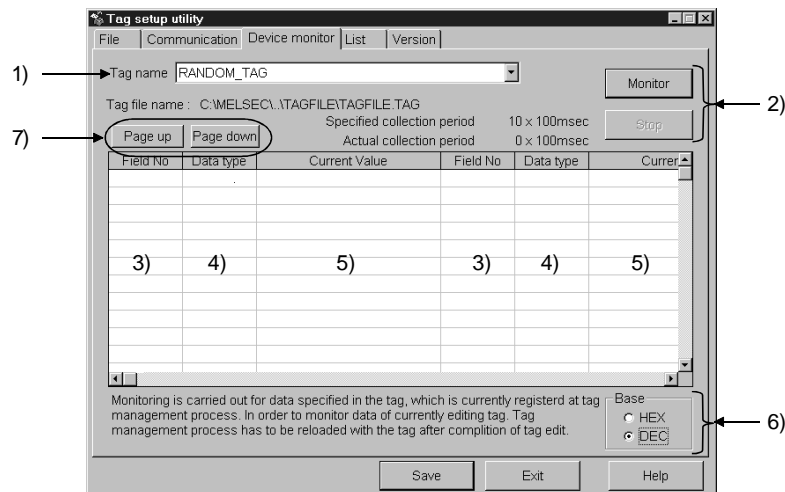 Tag setup utility
File Communication Device monitor List Version
1) Tag name RANDOM_TAG
Monitor
2)
Tag file name : C:\MELSEC\..\TAGFILE\TAGFILE.TAG
Specified collection period 10 x 100msec
Stop
7) Page up Page down
Actual collection period 0 x 100msec
Field No Data type Current Value Field No Data type Curren
3) 4) 5) 3) 4) 5)
Monitoring is carried out for data specified in the tag, which is currently registerd at tag
management process. In order to monitor data of currently editing tag. Tag
management process has to be reloaded with the tag after complition of tag edit.
Base
HEX
DEC
6)
Save Exit Help